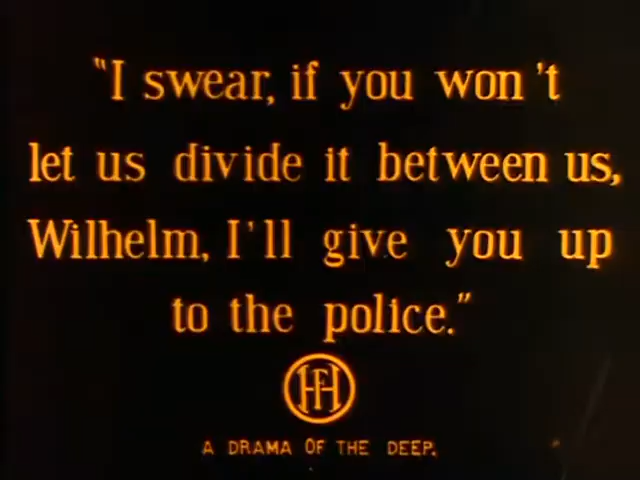 "I swear, if you won't
let us divide it between us,
Wilhelm, I'll give you up
to the police."
HFH
A DRAMA OF THE DEEP.